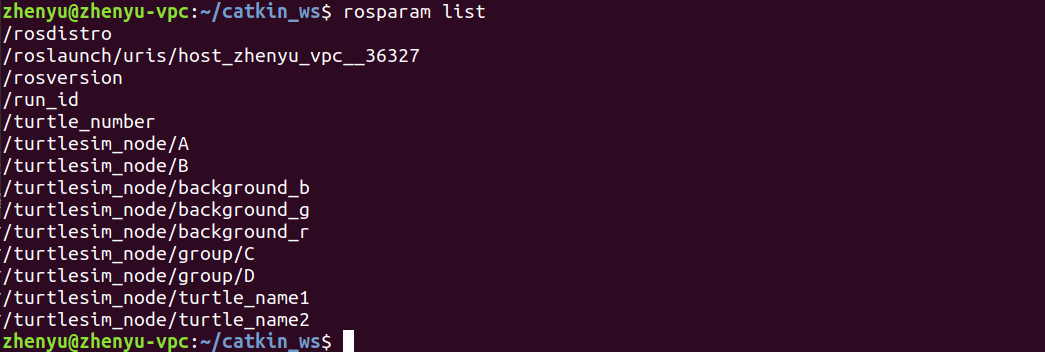 zhenyu@zhenyu-vpc:~/catkin_ws$ rosparam list
/rosdistro
/roslaunch/uris/host_zhenyu_vpc__36327
/rosversion
/run_id
/turtle_number
/turtlesim_node/A
/turtlesim_node/B
/turtlesim_node/background_b
/turtlesim_node/background_g
/turtlesim_node/background_r
/turtlesim_node/group/C
/turtlesim_node/group/D
/turtlesim_node/turtle_name1
/turtlesim_node/turtle_name2
zhenyu@zhenyu-vpc:~/catkin_ws$